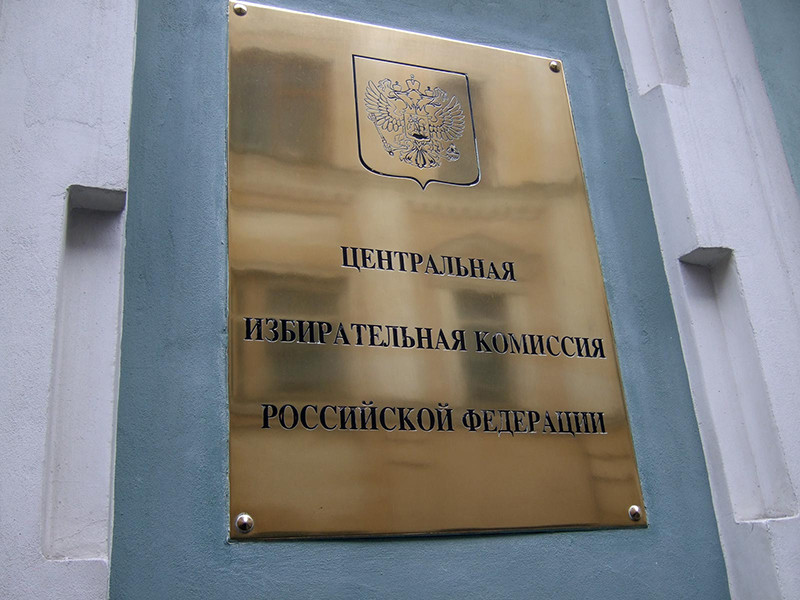 ЦЕНТРАЛЬНАЯ
ИЗБИРАТЕЛЬНАЯ КОМИССИЯ
РОССИЙСКОЙ ФЕДЕРАЦИИ